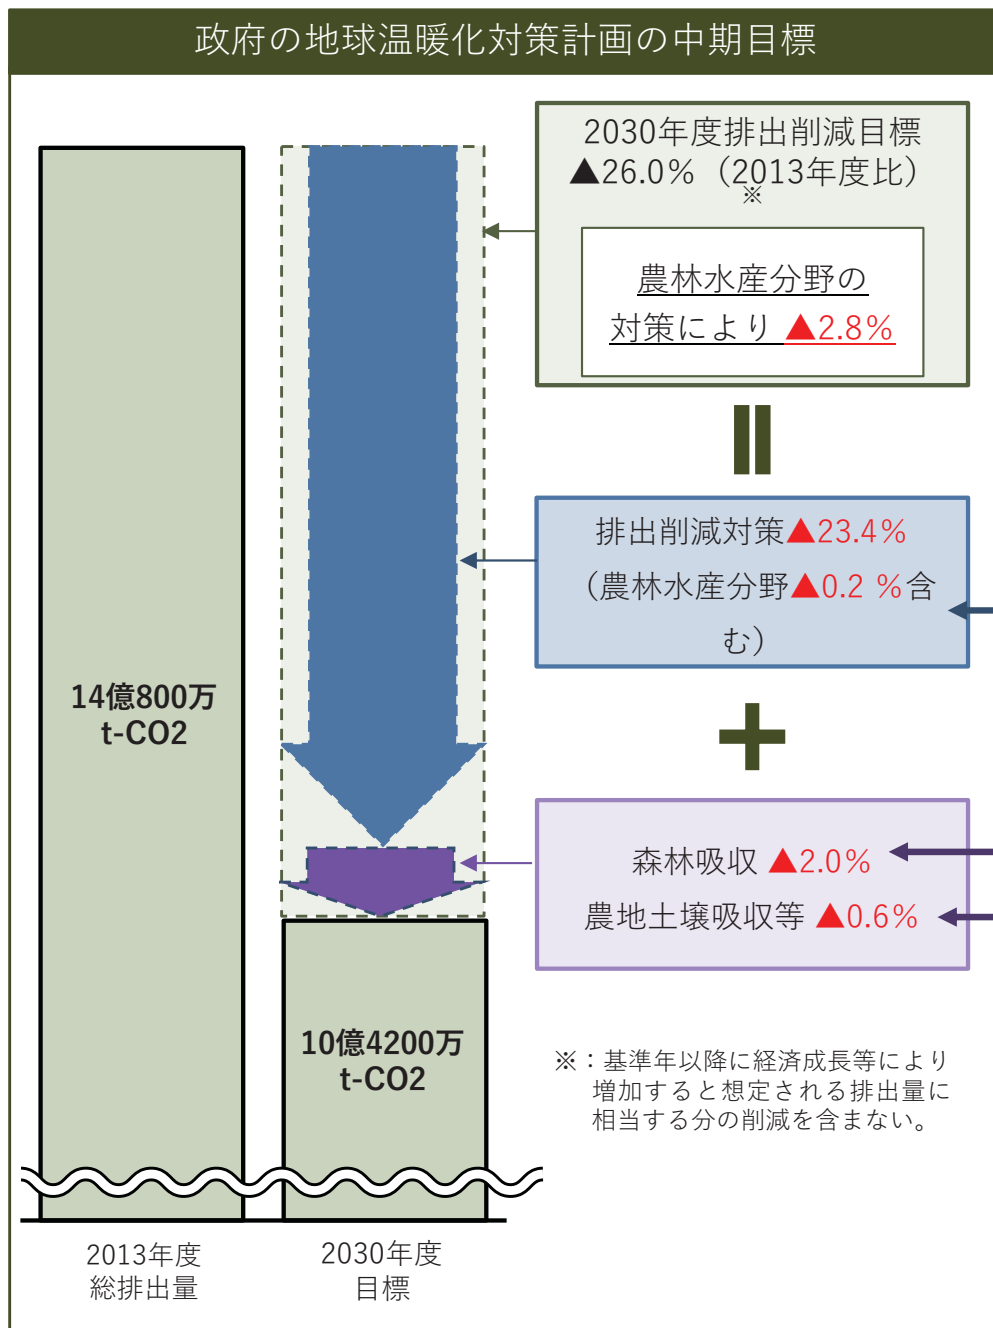 政府の地球温暖化対策計画の中期目標
2030年度排出削減目標
▲26.0%（2013年度比）
※
農林水産分野の
対策により ▲2.8%
排出削減対策▲23.4%
（農林水産分野▲0.2 %含
む）
14億800万
t-CO2
森林吸収 ▲2.0%
農地土壌吸収等 ▲0.6%
10億4200万
t-CO2
※：基準年以降に経済成長等により
増加すると想定される排出量に
相当する分の削減を含まない。
2013年度
総排出量
2030年度
目標